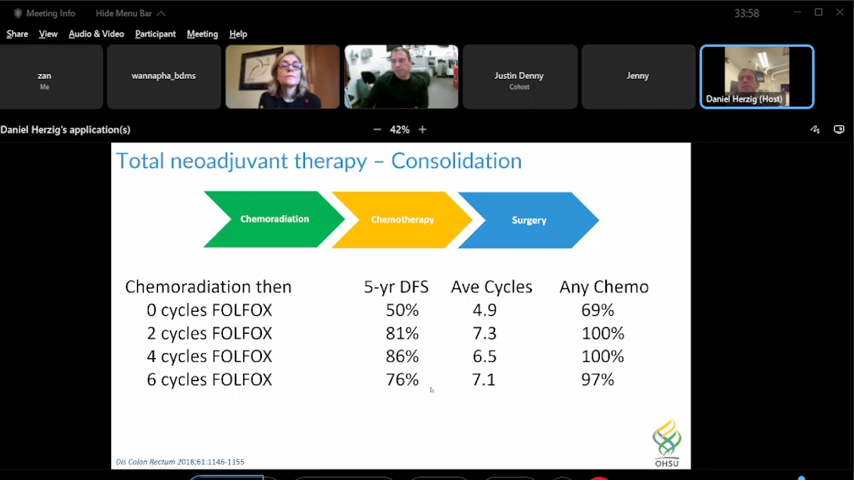 Meeting Info Hide Menu Bar 33:58
Share View Audio & Video Participant Meeting Help
zan
Me
wannapha_bdms
Justin Denny
Cohost
Jenny
Daniel Herzig (Host)
Daniel Herzig's application(s) 42%
Total neoadjuvant therapy – Consolidation
Chemoradiation Chemotherapy Surgery
Chemoradiation then 5-yr DFS Ave Cycles Any Chemo
0 cycles FOLFOX 50% 4.9 69%
2 cycles FOLFOX 81% 7.3 100%
4 cycles FOLFOX 86% 6.5 100%
6 cycles FOLFOX 76% 7.1 97%
Dis Colon Rectum 2018;61:1146-1155
OHSU